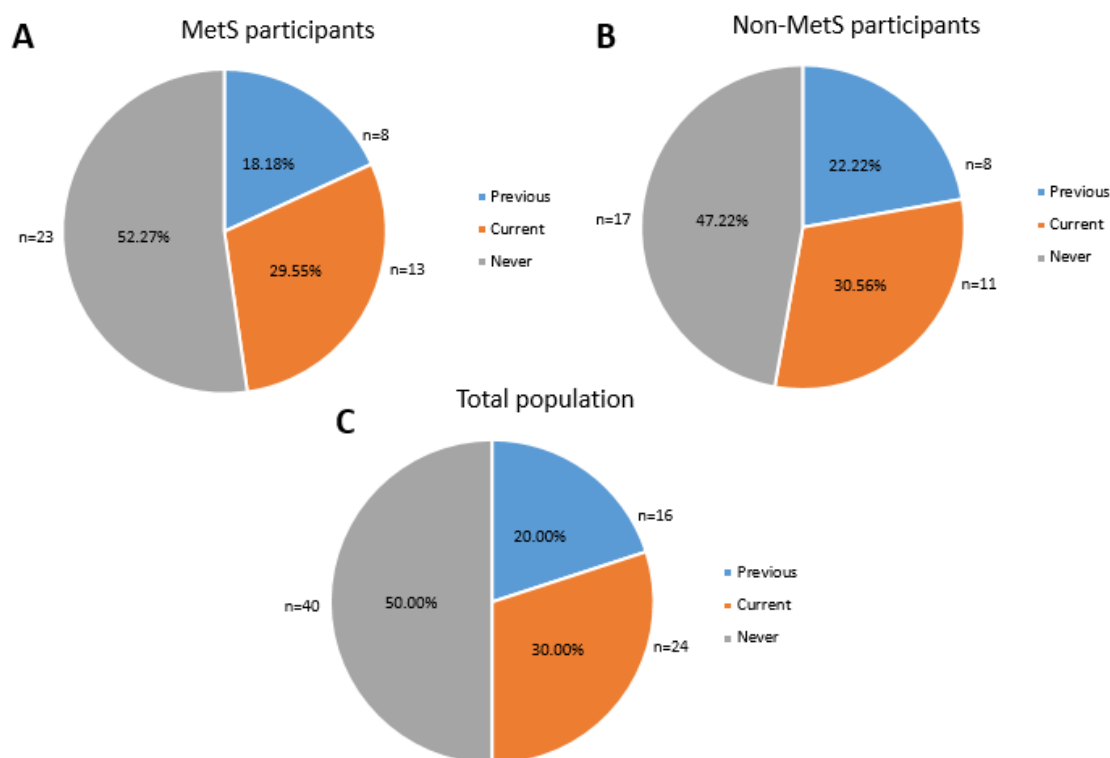 A
MetS participants
n=8
18.18%
n=23
52.27%
29.55%
n=13
Previous
Current
Never
B
Non-MetS participants
22.22%
n=8
n=17
47.22%
30.56%
n=11
Previous
Current
Never
C
Total population
n=16
20.00%
n=40
50.00%
30.00%
n=24
Previous
Current
Never